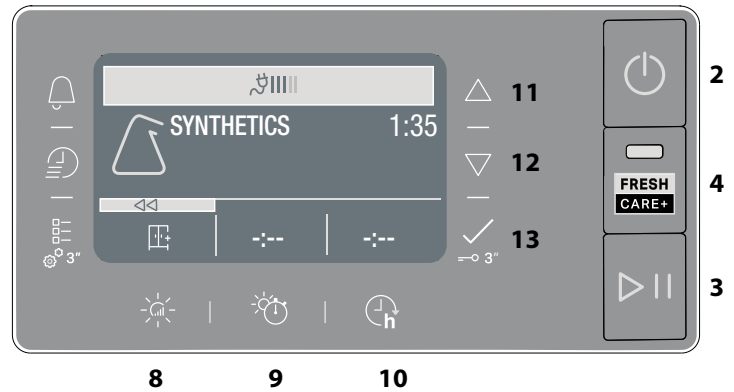 2
11
SYNTHETICS 1:35
12
FRESH
CARE+
4
-:-- -:--
3" 3" 13
3
h
8 9 10